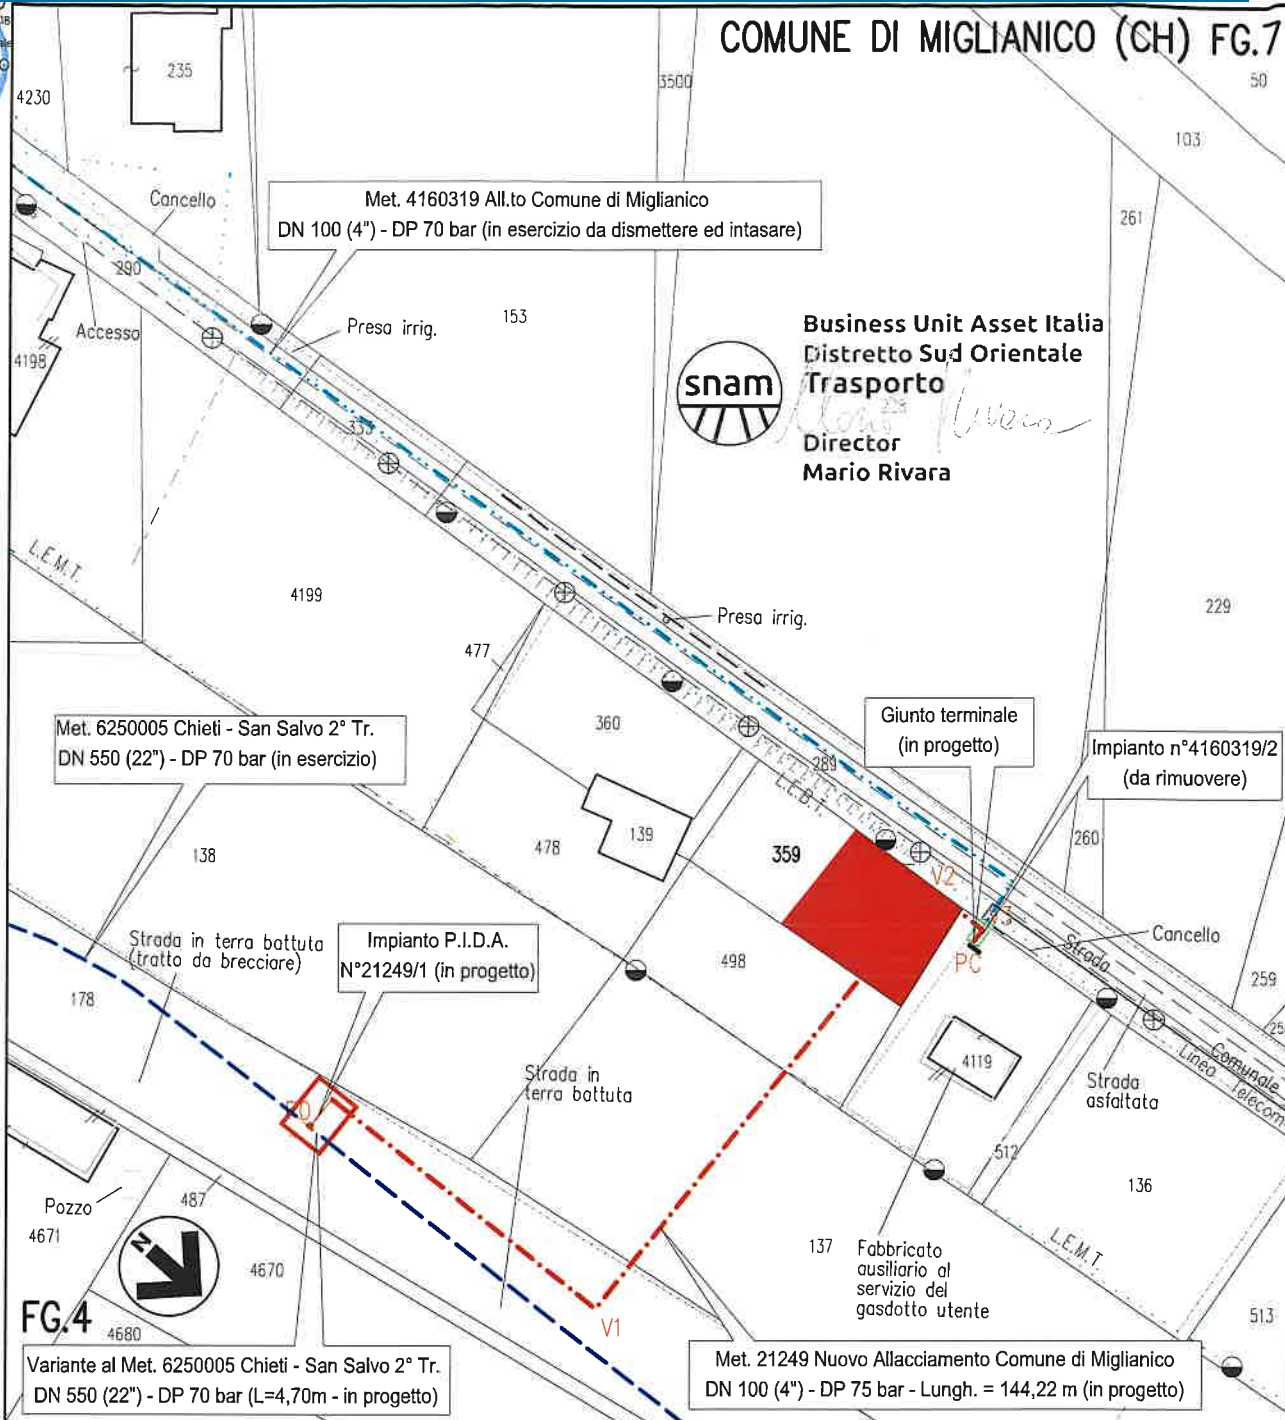 COMUNE DI MIGLIANICO (CH) FG.7
235
3500
50
4230
103
Cancello
Met. 4160319 All.to Comune di Miglianico
DN 100 (4") - DP 70 bar (in esercizio da dismettere ed intasare)
261
290
Accesso
Presa irrig.
153
4198
Business Unit Asset Italia
Distretto Sud Orientale
Trasporto
snam
228
Director
Mario Rivara
353
L.E.M.T.
4199
Presa irrig.
229
477
360
Met. 6250005 Chieti - San Salvo 2° Tr.
DN 550 (22") - DP 70 bar (in esercizio)
Giunto terminale
(in progetto)
Impianto n°4160319/2
(da rimuovere)
289
L.E.B.T.
139
478
359
260
138
V2
V3
PC
Strada
Cancello
Strada in terra battuta
(tratto da brecciare)
Impianto P.I.D.A.
N°21249/1 (in progetto)
498
259
178
4119
Strada in
terra battuta
Strada
asfaltata
Comunale
Linea Telecom
P0
512
136
Pozzo
487
4671
N
4670
137
Fabbricato
ausiliario al
servizio del
gasdotto utente
L.E.M.T.
FG.4
4680
V1
513
Variante al Met. 6250005 Chieti - San Salvo 2° Tr.
DN 550 (22") - DP 70 bar (L=4,70m - in progetto)
Met. 21249 Nuovo Allacciamento Comune di Miglianico
DN 100 (4") - DP 75 bar - Lungh. = 144,22 m (in progetto)